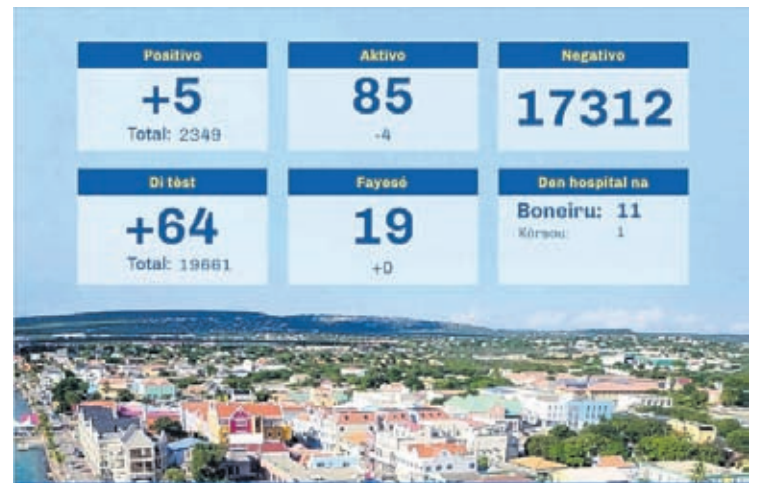 Positivo
+5
Total: 2349
Aktivo
85
-4
Negativo
17312
Di tèst
+64
Total: 19661
Fayesé
19
+0
Den hospital na
Boneiru: 11
Kòrsou: 1